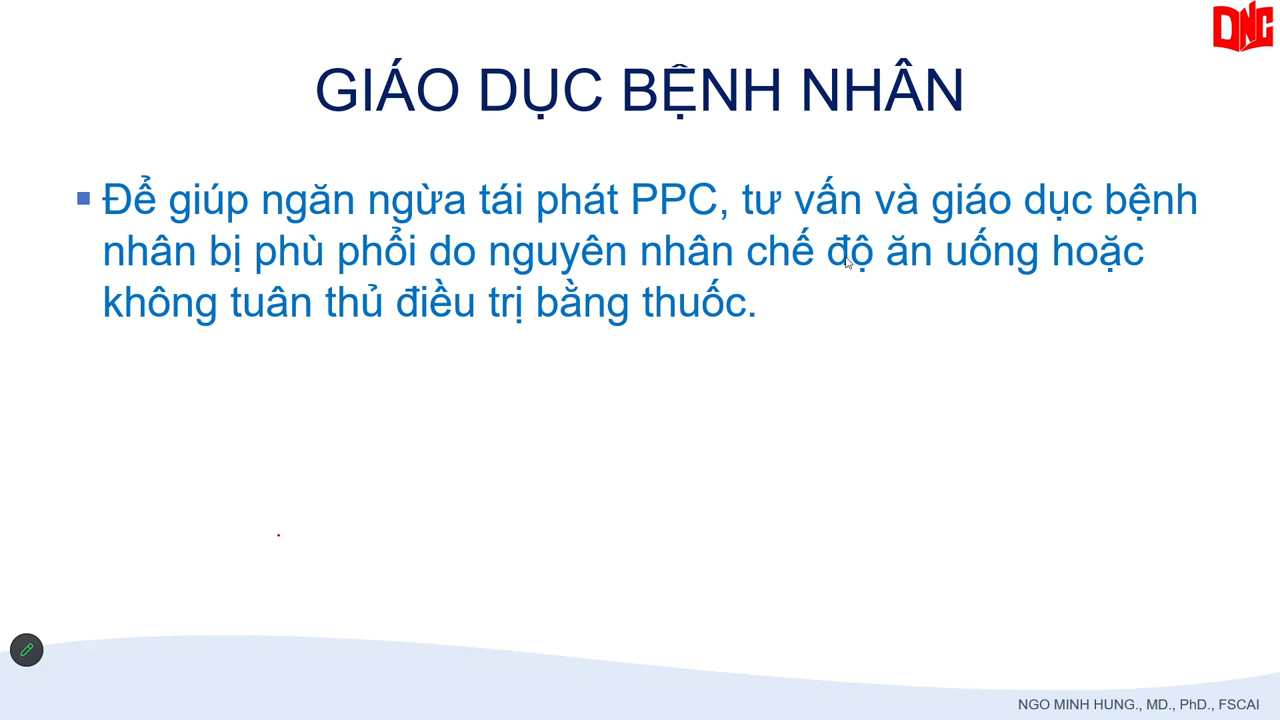 DNC
GIÁO DỤC BỆNH NHÂN
Để giúp ngăn ngừa tái phát PPC, tư vấn và giáo dục bệnh
nhân bị phù phổi do nguyên nhân chế độ ăn uống hoặc
không tuân thủ điều trị bằng thuốc.
NGO MINH HUNG., MD., PhD., FSCAI